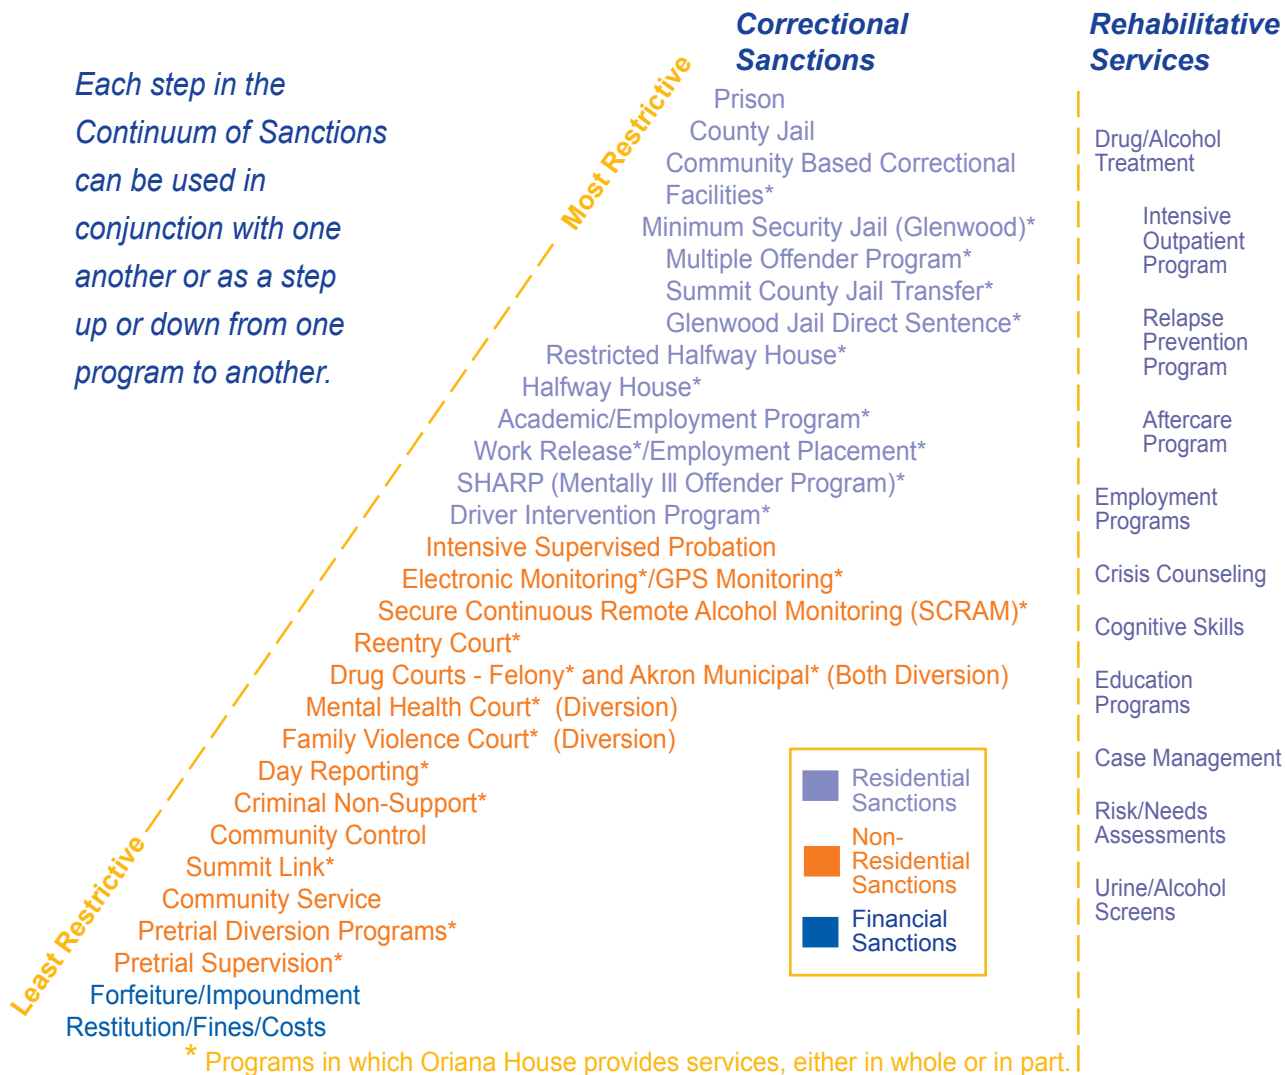 Each step in the
Continuum of Sanctions
can be used in
conjunction with one
another or as a step
up or down from one
program to another.
Correctional
Sanctions
Most Restrictive
Prison
County Jail
Community Based Correctional
Facilities*
Minimum Security Jail (Glenwood)*
Multiple Offender Program*
Summit County Jail Transfer*
Glenwood Jail Direct Sentence*
Restricted Halfway House*
Halfway House*
Academic/Employment Program*
Work Release*/Employment Placement*
SHARP (Mentally Ill Offender Program)*
Driver Intervention Program*
Intensive Supervised Probation
Electronic Monitoring*/GPS Monitoring*
Secure Continuous Remote Alcohol Monitoring (SCRAM)*
Reentry Court*
Drug Courts - Felony* and Akron Municipal* (Both Diversion)
Mental Health Court* (Diversion)
Family Violence Court* (Diversion)
Day Reporting*
Criminal Non-Support*
Community Control
Summit Link*
Community Service
Pretrial Diversion Programs*
Pretrial Supervision*
Forfeiture/Impoundment
Restitution/Fines/Costs
Least Restrictive
Residential
Sanctions
Non-
Residential
Sanctions
Financial
Sanctions
Rehabilitative
Services
Drug/Alcohol
Treatment
Intensive
Outpatient
Program
Relapse
Prevention
Program
Aftercare
Program
Employment
Programs
Crisis Counseling
Cognitive Skills
Education
Programs
Case Management
Risk/Needs
Assessments
Urine/Alcohol
Screens
* Programs in which Oriana House provides services, either in whole or in part.